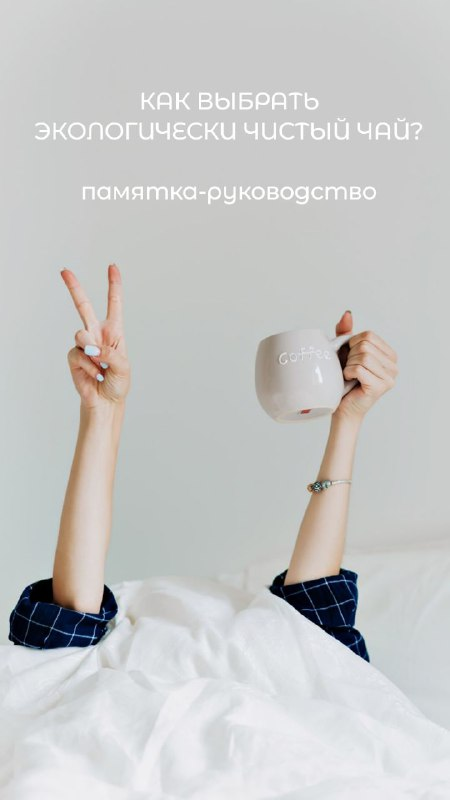 КАК ВЫБРАТЬ
ЭКОЛОГИЧЕСКИ ЧИСТЫЙ ЧАЙ?
памятка-руководство
Coffee